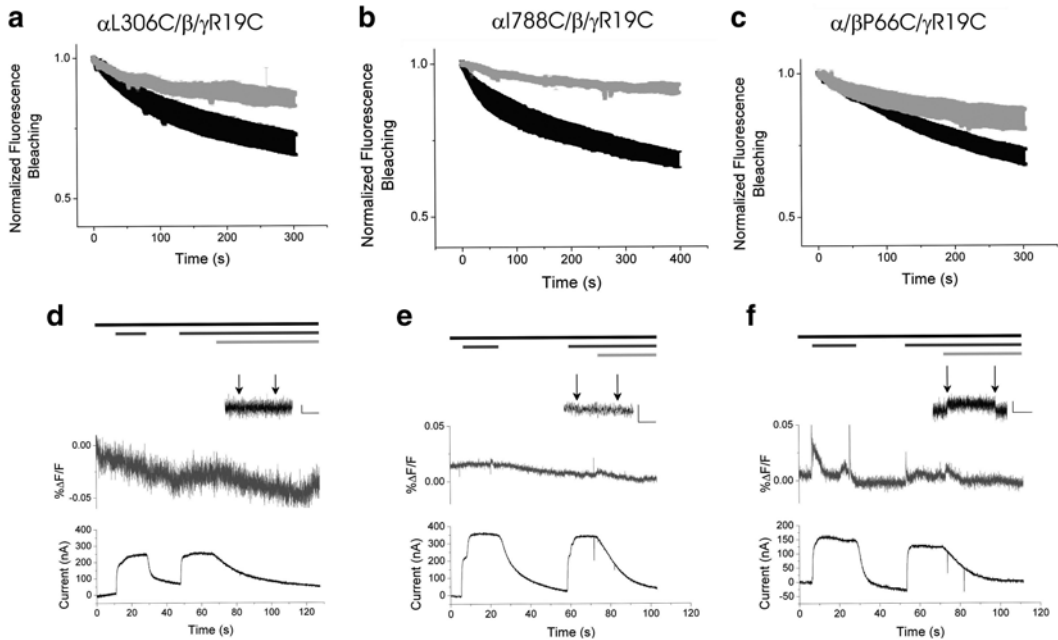 a
αL306C/β/γR19C
b
αI788C/β/γR19C
c
α/βP66C/γR19C
Normalized Fluorescence
Bleaching
1.0
0.5
0 100 200 300
Time (s)
Normalized Fluorescence
Bleaching
1.0
0.5
0 100 200 300 400
Time (s)
Normalized Fluorescence
Bleaching
1.0
0.5
0 100 200 300
Time (s)
d
%ΔF/F
0.00
-0.05
Current (nA)
400
300
200
100
0
0 20 40 60 80 100 120
Time (s)
e
%ΔF/F
0.05
0.00
Current (nA)
400
300
200
100
0
0 20 40 60 80 100
Time (s)
f
%ΔF/F
0.05
0.00
Current (nA)
200
150
100
50
0
-50
0 20 40 60 80 100 120
Time (s)